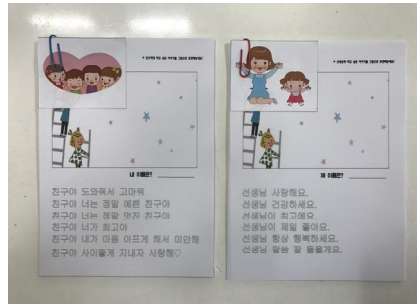 내 이름은?
친구야 도와줘서 고마워
친구야 너는 정말 예쁜 친구야
친구야 너는 정말 멋진 친구야
친구야 너가 최고야
친구야 내가 마음 아프게 해서 미안해
친구야 사이좋게 지내자 사랑해♡
제 이름은?
선생님 사랑해요.
선생님 건강하세요.
선생님이 최고예요.
선생님이 제일 좋아요.
선생님 항상 행복하세요.
선생님 말씀 잘 들을게요.